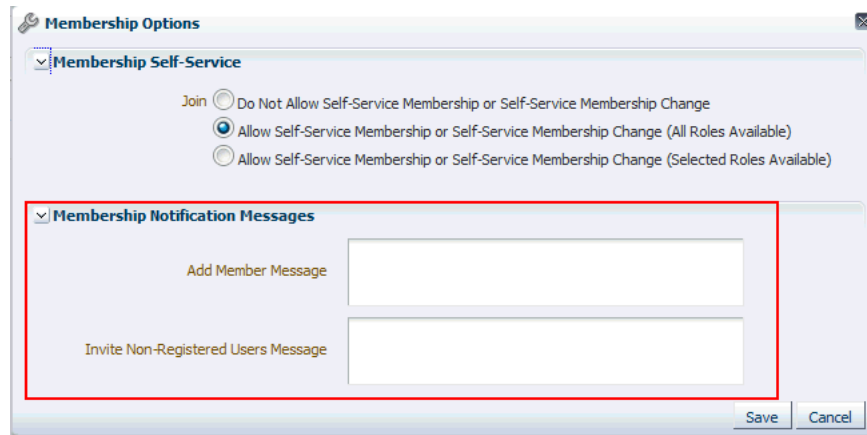 Membership Options
Membership Self-Service
Join Do Not Allow Self-Service Membership or Self-Service Membership Change
Allow Self-Service Membership or Self-Service Membership Change (All Roles Available)
Allow Self-Service Membership or Self-Service Membership Change (Selected Roles Available)
Membership Notification Messages
Add Member Message
Invite Non-Registered Users Message
Save Cancel